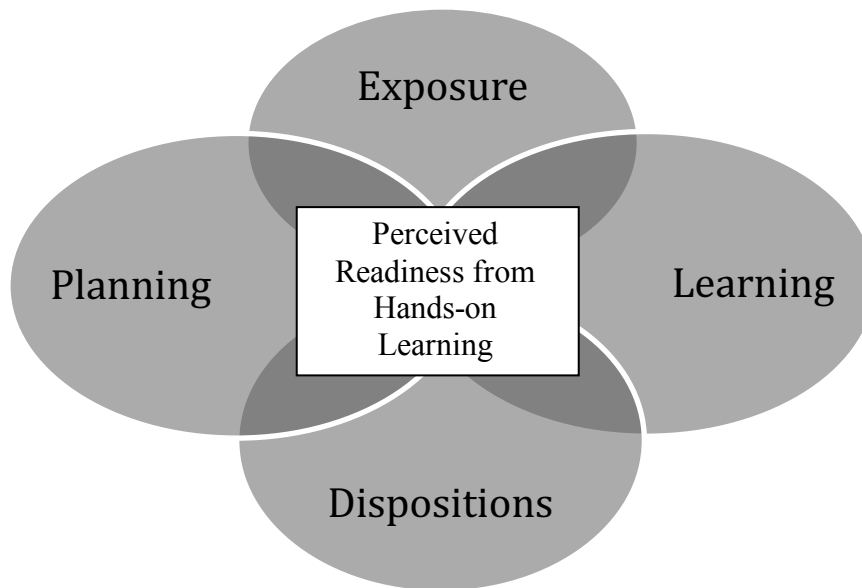 Exposure
Planning
Perceived
Readiness from
Hands-on
Learning
Learning
Dispositions